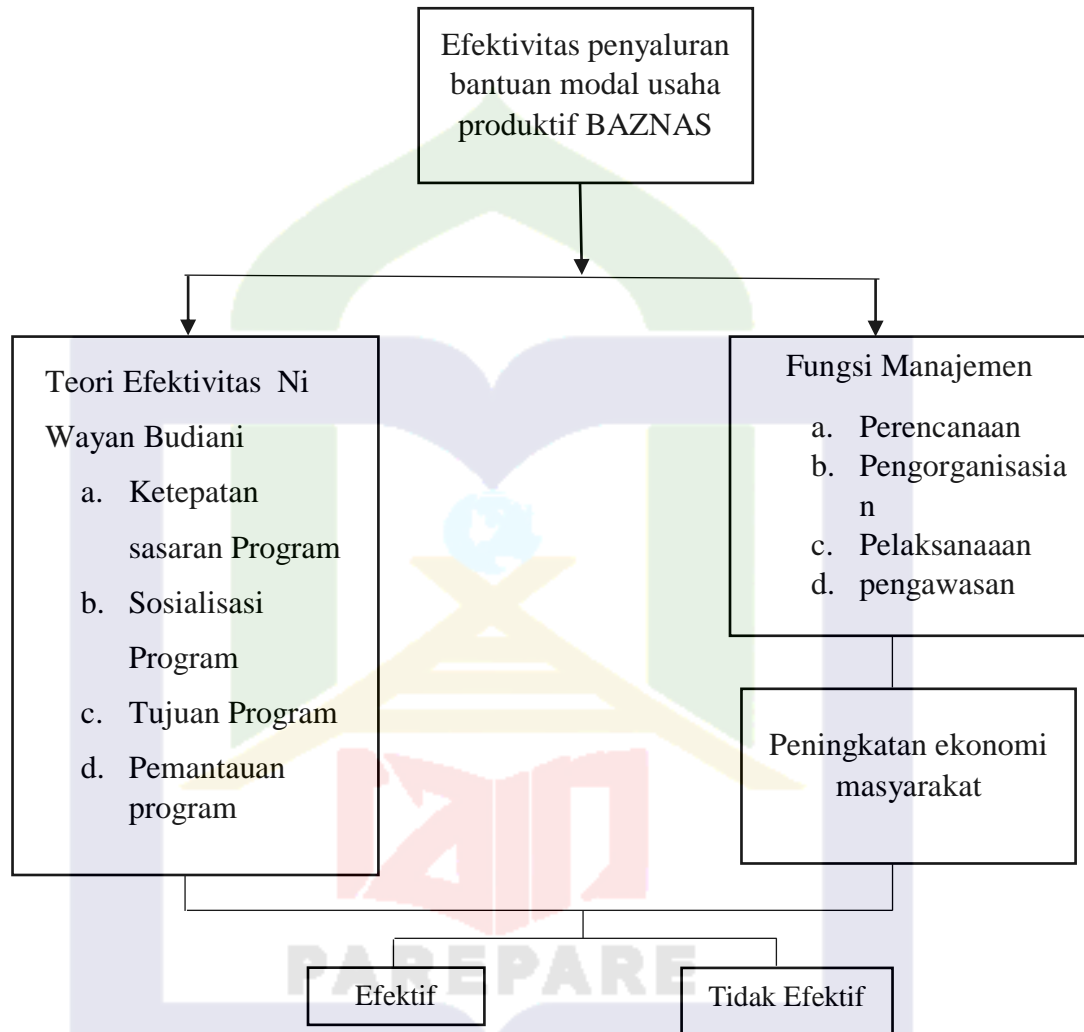 Efektivitas penyaluran
bantuan modal usaha
produktif BAZNAS
Teori Efektivitas Ni
Wayan Budiani
a. Ketepatan
sasaran Program
b. Sosialisasi
Program
c. Tujuan Program
d. Pemantauan
program
Fungsi Manajemen
a. Perencanaan
b. Pengorganisasia
n
c. Pelaksanaaan
d. pengawasan
Peningkatan ekonomi
masyarakat
PAREPARE
Efektif
Tidak Efektif